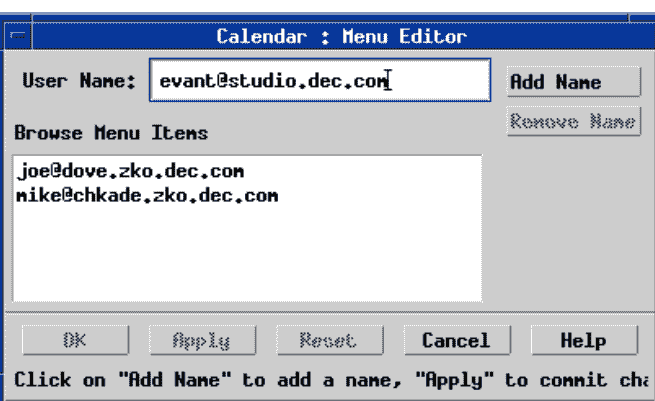 Calendar : Menu Editor
User Name: evant@studio.dec.com Add Name
Browse Menu Items Remove Name
joe@dove.zko.dec.com
mike@chkade.zko.dec.com
OK Apply Reset Cancel Help
Click on "Add Name" to add a name, "Apply" to commit